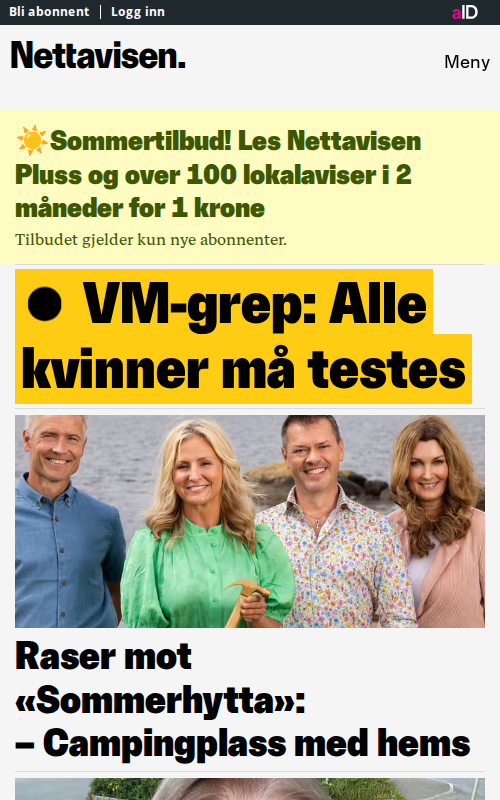 Bli abonnent | Logg inn
aID
Nettavisen.
Meny
☀️Sommertilbud! Les Nettavisen
Pluss og over 100 lokalaviser i 2
måneder for 1 krone
Tilbudet gjelder kun nye abonnenter.
● VM-grep: Alle
kvinner må testes
Raser mot
«Sommerhytta»:
– Campingplass med hems